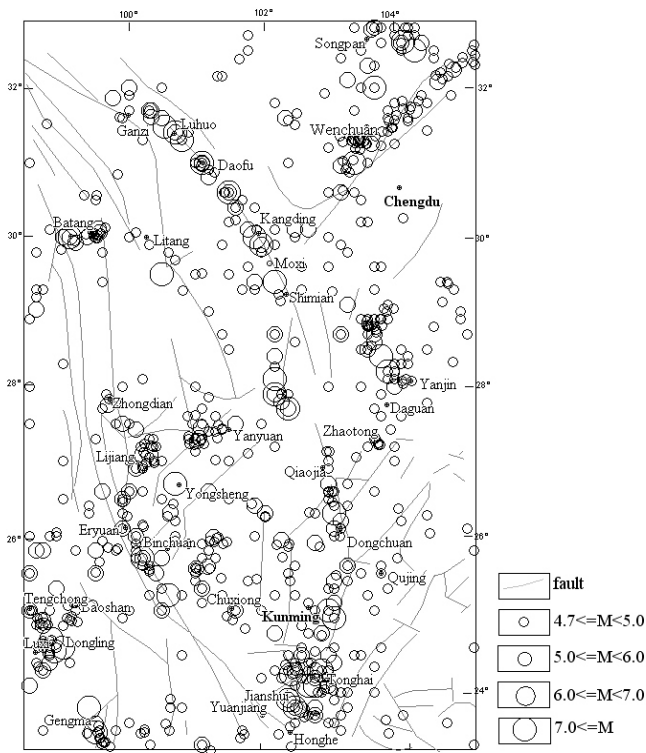 100°
102°
104°
Songpan
32°
32°
Luhuo
Ganzi
Wenchuan
Daofu
Chengdu
Kangding
Batang
30°
Litang
30°
Moxi
Shimian
28°
28°
Yanjin
Zhongdian
Daguan
Yanyuan
Zhaotong
Lijiang
Qiaojia
Yongsheng
Eryuan
26°
Binchuan
Dongchuan
26°
Qujing
fault
Tengchong
Baoshan
Chuxiong
Kunming
4.7<=M<5.0
Longling
5.0<=M<6.0
Tonghai
24°
Jianshui
6.0<=M<7.0
Yuanjiang
Gengma
7.0<=M
Honghe